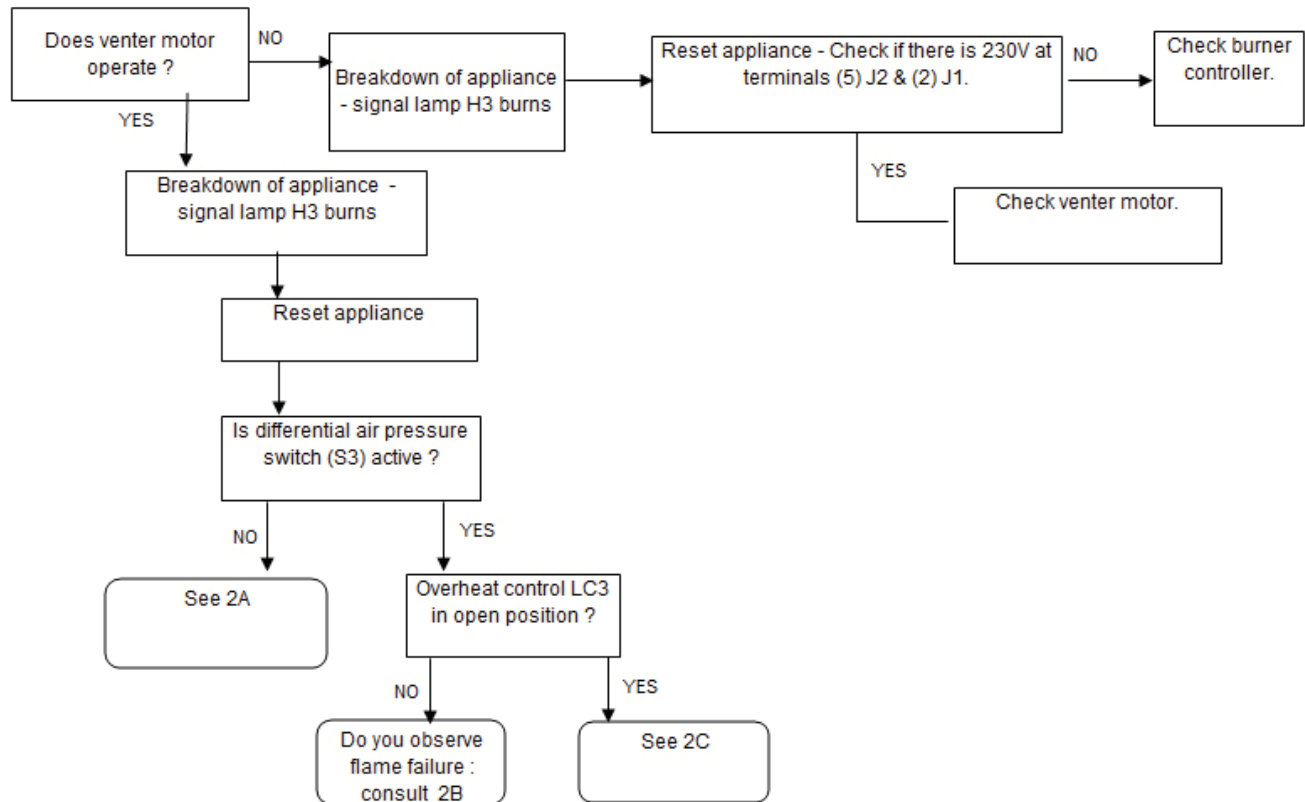 Does venter motor
operate ?
NO
Breakdown of appliance
- signal lamp H3 burns
Reset appliance - Check if there is 230V at
terminals (5) J2 & (2) J1.
NO
Check burner
controller.
YES
Check venter motor.
YES
Breakdown of appliance -
signal lamp H3 burns
Reset appliance
Is differential air pressure
switch (S3) active ?
NO
See 2A
YES
Overheat control LC3
in open position ?
NO
Do you observe
flame failure :
consult 2B
YES
See 2C